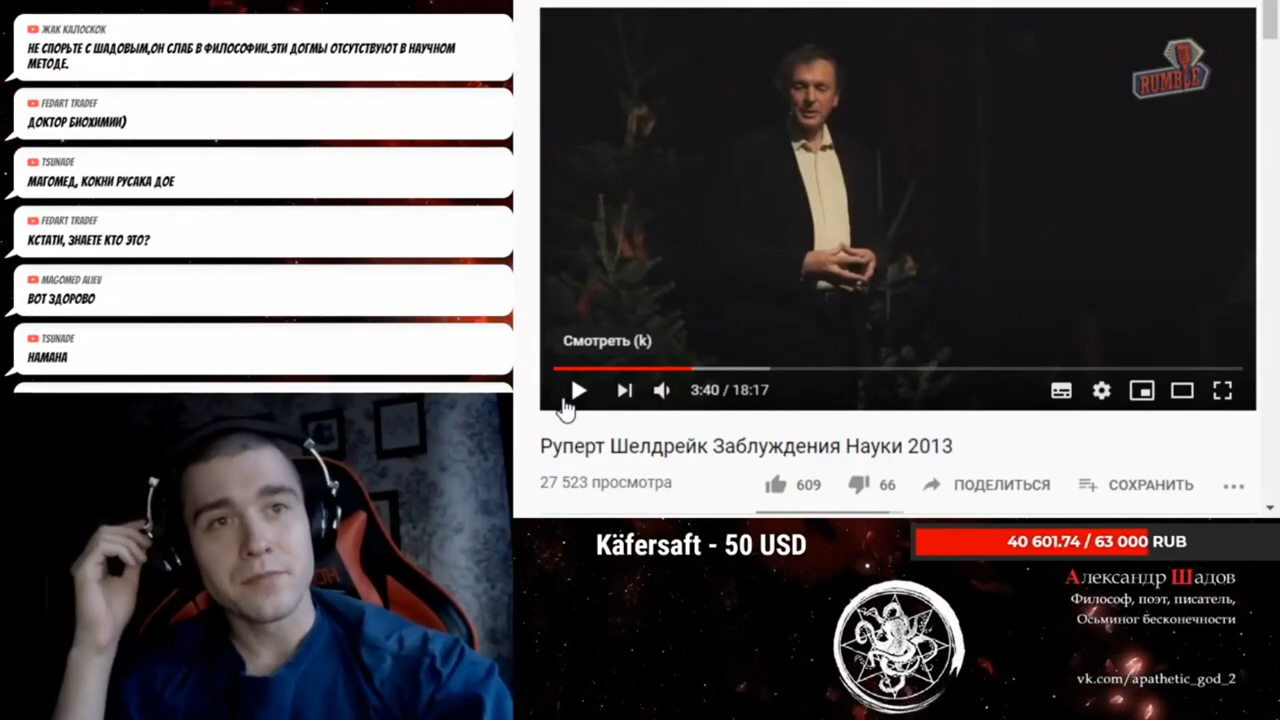 ЖАК КАЛОСКОК
НЕ СПОРЬТЕ С ШАДОВЫМ,ОН СЛАБ В ФИЛОСОФИИ.ЭТИ ДОГМЫ ОТСУТСТВУЮТ В НАУЧНОМ
МЕТОДЕ.
FEDART TRADEF
ДОКТОР БИОХИМИИ)
TSUNADE
МАГОМЕД, КОКНИ РУСАКА ДОЕ
FEDART TRADEF
КСТАТИ, ЗНАЕТЕ КТО ЭТО?
MAGOMED ALIEV
ВОТ ЗДОРОВО
TSUNADE
НАМАНА
RUMBLE
Смотреть (k)
3:40 / 18:17
Руперт Шелдрейк Заблуждения Науки 2013
27 523 просмотра
609
66
ПОДЕЛИТЬСЯ
СОХРАНИТЬ
Käfersaft - 50 USD
40 601.74 / 63 000 RUB
Александр Шадов
Философ, поэт, писатель,
Осьминог бесконечности
vk.com/apathetic_god_2